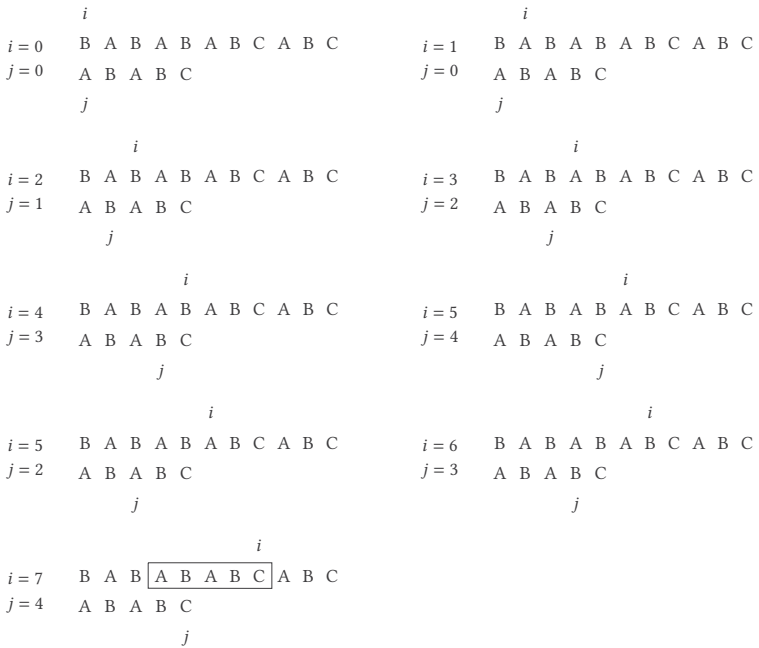 i
i = 0 B A B A B A B C A B C
j = 0 A B A B C
j
i
i = 1 B A B A B A B C A B C
j = 0 A B A B C
j
i
i = 2 B A B A B A B C A B C
j = 1 A B A B C
j
i
i = 3 B A B A B A B C A B C
j = 2 A B A B C
j
i
i = 4 B A B A B A B C A B C
j = 3 A B A B C
j
i
i = 5 B A B A B A B C A B C
j = 4 A B A B C
j
i
i = 5 B A B A B A B C A B C
j = 2 A B A B C
j
i
i = 6 B A B A B A B C A B C
j = 3 A B A B C
j
i
i = 7 B A B A B A B C A B C
j = 4 A B A B C
j